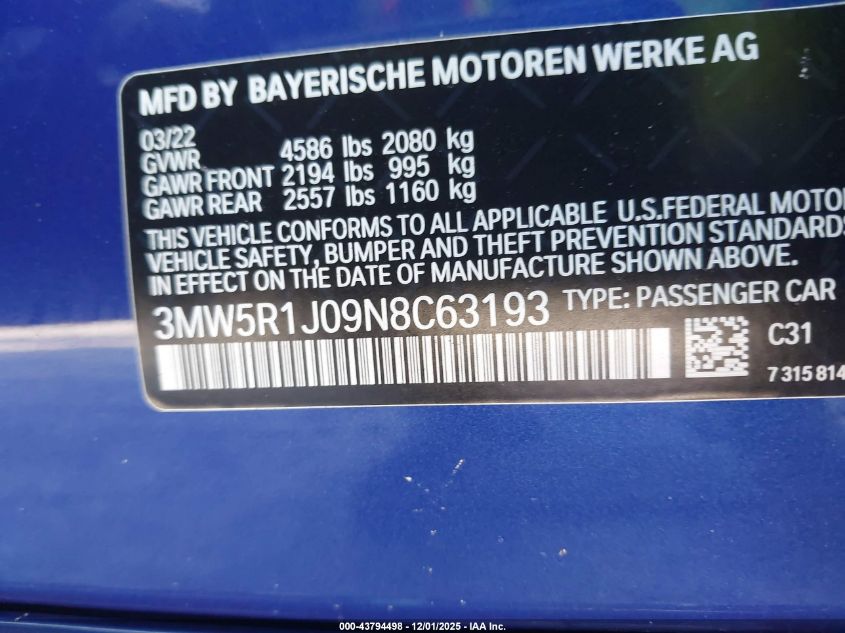 MFD BY BAYERISCHE MOTOREN WERKE AG
03/22
GVWR 4586 lbs 2080 kg
GAWR FRONT 2194 lbs 995 kg
GAWR REAR 2557 lbs 1160 kg
THIS VEHICLE CONFORMS TO ALL APPLICABLE U.S.FEDERAL MOTOR
VEHICLE SAFETY, BUMPER AND THEFT PREVENTION STANDARDS
IN EFFECT ON THE DATE OF MANUFACTURE SHOWN ABOVE.
3MW5R1J09N8C63193 TYPE: PASSENGER CAR
C31
7 315 814
000-43794498 • 12/01/2025 • IAA Inc.